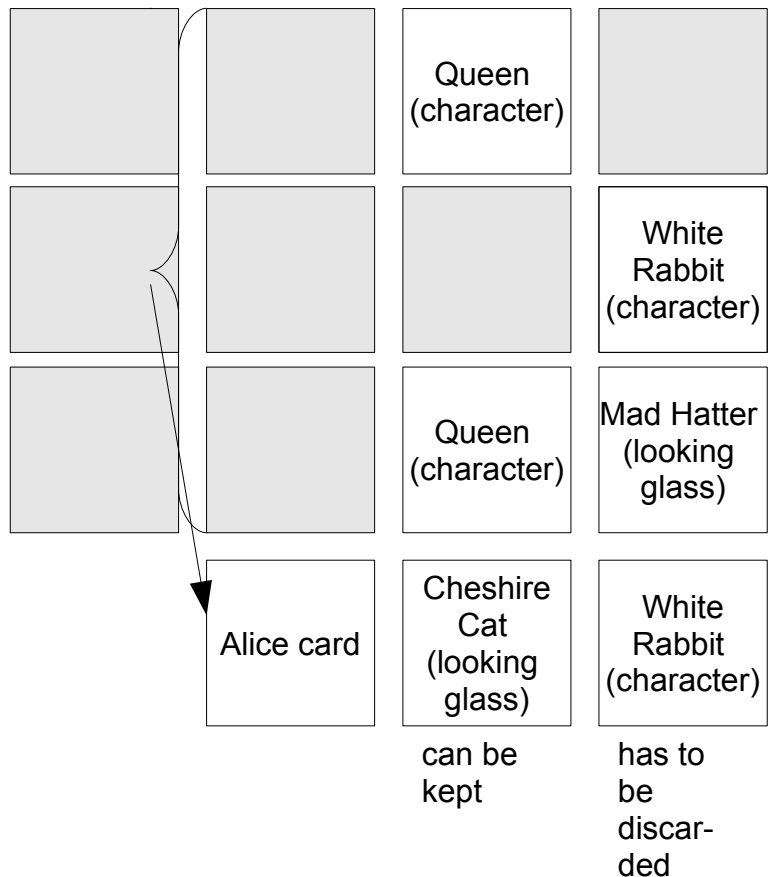 Queen
(character)
White
Rabbit
(character)
Queen
(character)
Mad Hatter
(looking
glass)
Alice card
Cheshire
Cat
(looking
glass)
White
Rabbit
(character)
can be
kept
has to
be
discar-
ded